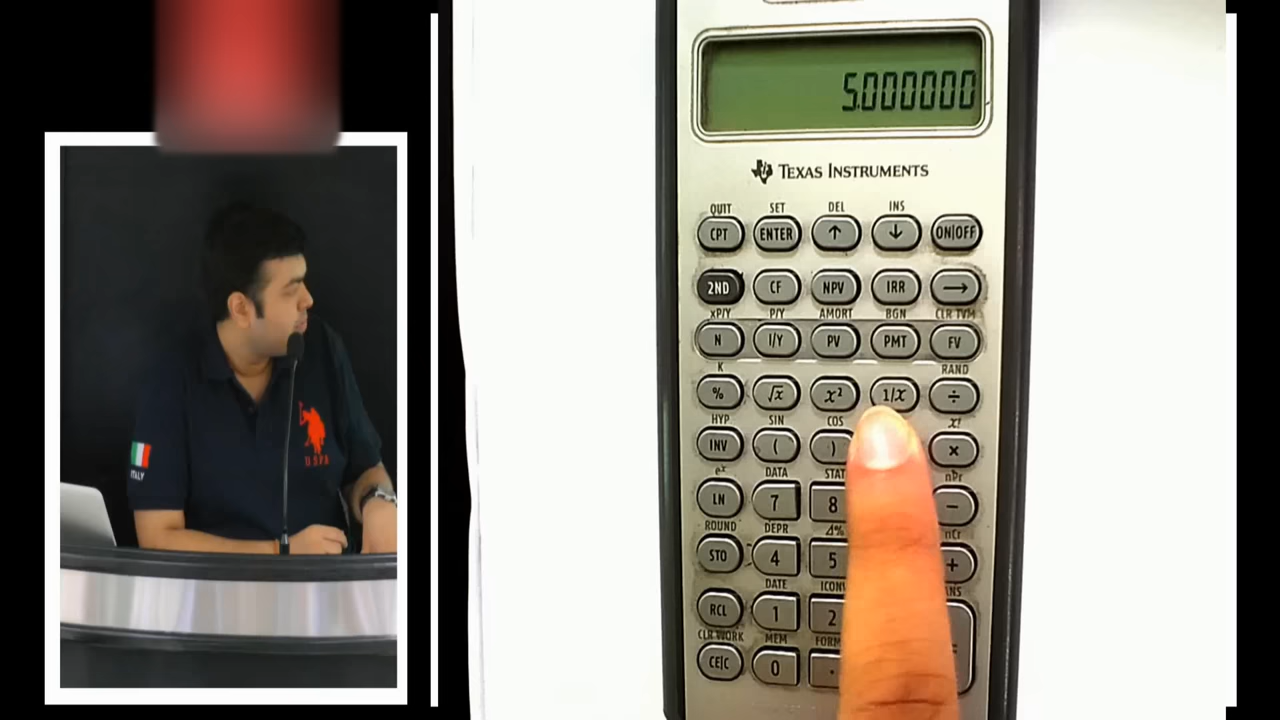 5.000000
TEXAS INSTRUMENTS
QUIT SET DEL INS
CPT ENTER ↑ ↓ ON|OFF
2ND CF NPV IRR →
xP/Y P/Y AMORT BGN CLR TVM
N I/Y PV PMT FV
K RAND
% √x x² 1/x ÷
HYP SIN COS x!
INV ( ) ×
eˣ DATA STAT nPr
LN 7 8 −
ROUND DEPR Δ% nCr
STO 4 5 +
DATE ICONV
RCL 1 2
CLR WORK MEM
CE|C 0 .
ITALY
U.S.P.A